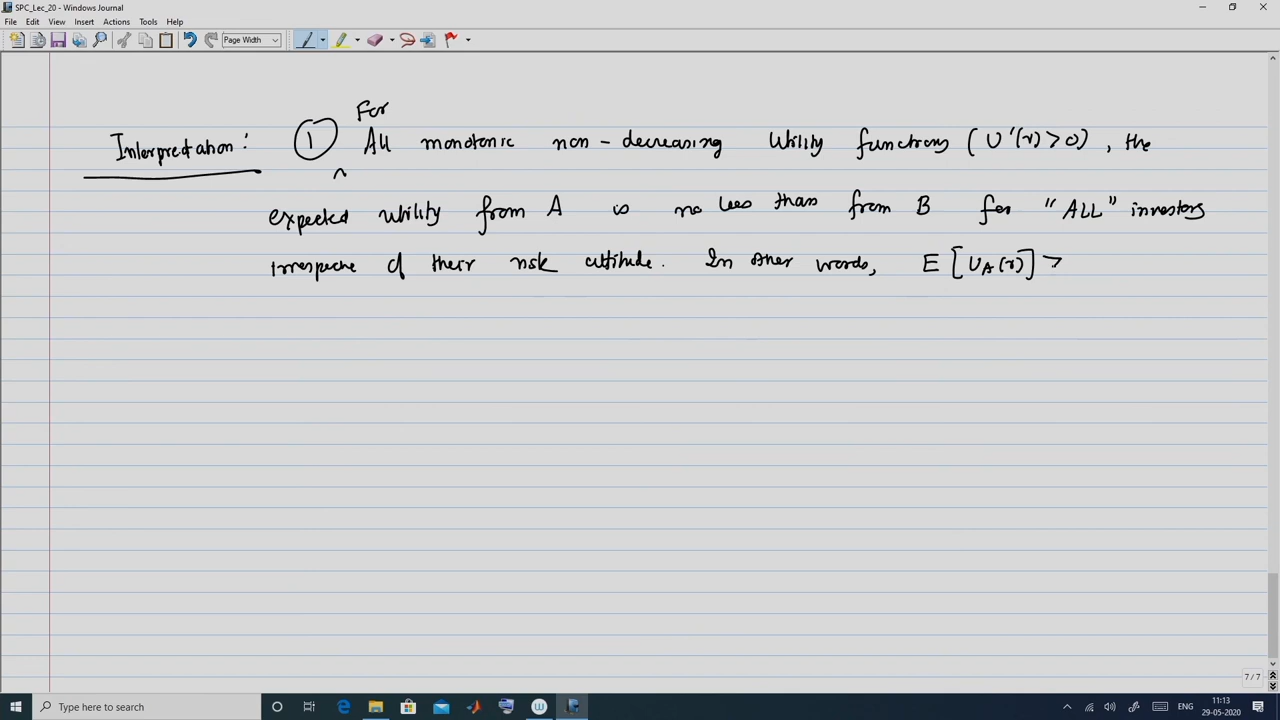 SPC_Lec_20 - Windows Journal
File Edit View Insert Actions Tools Help
Page Width
For
Interpretation : 1 All monotonic non-decreasing Utility functions (U'(r)>0), the
expected utility from A is no less than from B for "ALL" investors
irrespective of their risk attitude. In other words, E[U_A(r)] >
7/7
Type here to search
ENG
11:13
29-05-2020